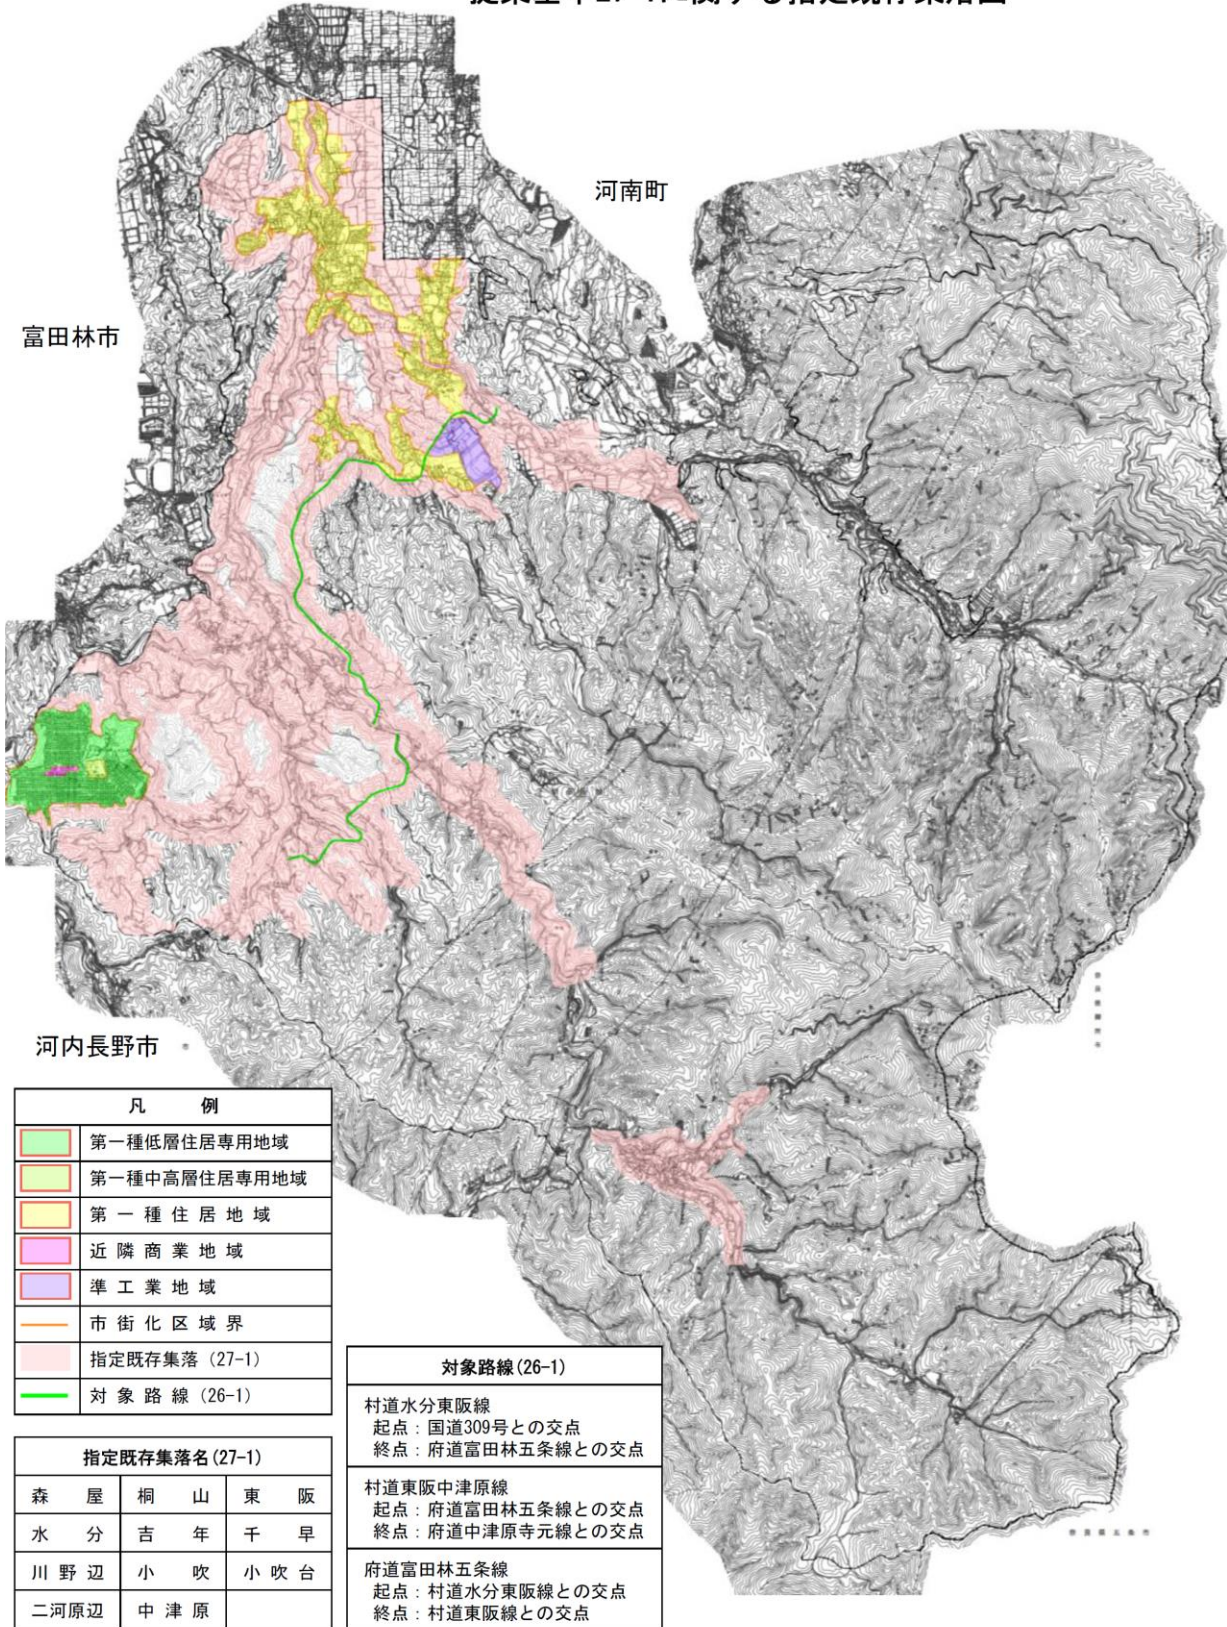 河南町
富田林市
河内長野市
凡 例
第一種低層住居専用地域
第一種中高層住居専用地域
第一種住居地域
近隣商業地域
準工業地域
市街化区域界
指定既存集落(27-1)
対象路線(26-1)
指定既存集落名(27-1)
森 屋 桐 山 東 阪
水 分 吉 年 千 早
川野辺 小 吹 小吹台
二河原辺 中津原
対象路線(26-1)
村道水分東阪線
起点:国道309号との交点
終点:府道富田林五条線との交点
村道東阪中津原線
起点:府道富田林五条線との交点
終点:府道中津原寺元線との交点
府道富田林五条線
起点:村道水分東阪線との交点
終点:村道東阪線との交点